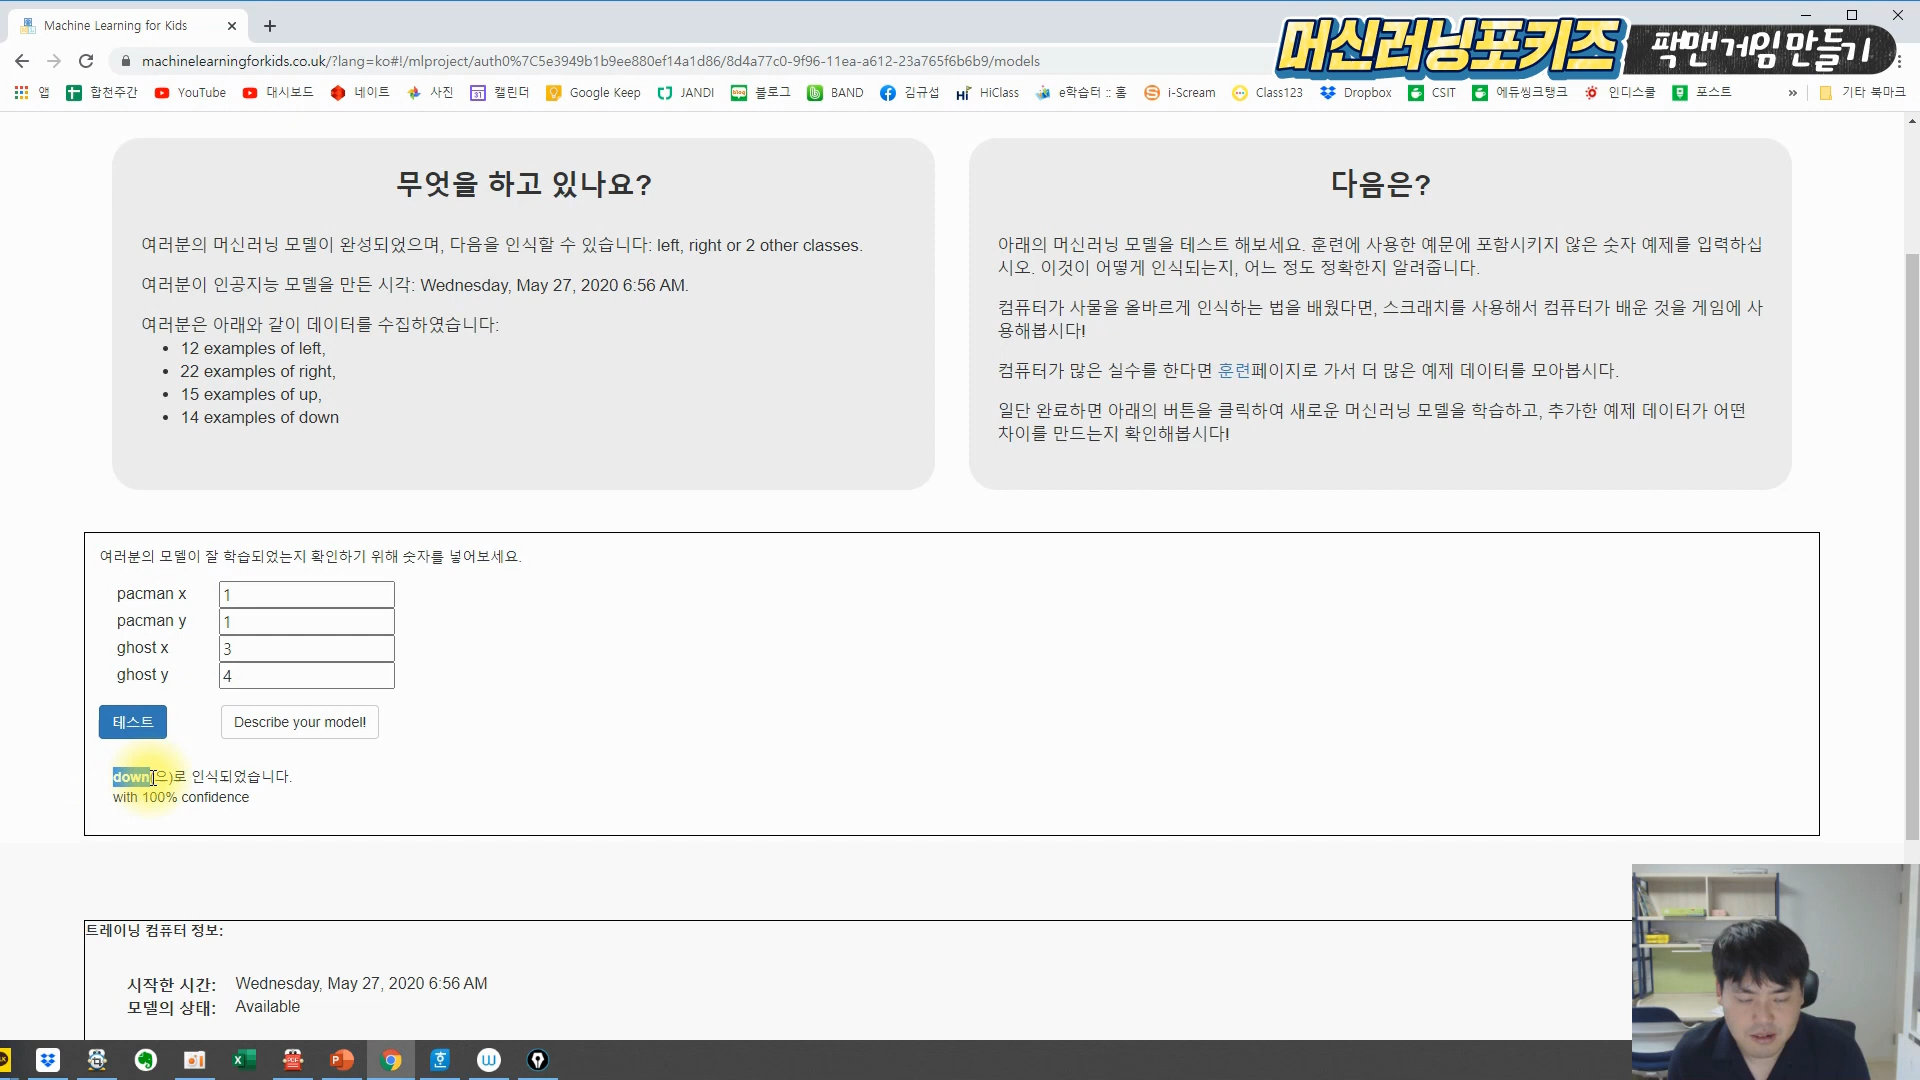 Machine Learning for Kids
머신러닝포키즈 팩맨게임만들기
machinelearningforkids.co.uk/?lang=ko#!/mlproject/auth0%7C5e3949b1b9ee880ef14a1d86/8d4a77c0-9f96-11ea-a612-23a765f6b6b9/models
앱 합천주간 YouTube 대시보드 네이트 사진 캘린더 Google Keep JANDI 블로그 BAND 김규섭 HiClass e학습터 :: 홈 i-Scream Class123 Dropbox CSIT 에듀씽크탱크 인디스쿨 포스트 » 기타 북마크
무엇을 하고 있나요?
여러분의 머신러닝 모델이 완성되었으며, 다음을 인식할 수 있습니다: left, right or 2 other classes.
여러분이 인공지능 모델을 만든 시각: Wednesday, May 27, 2020 6:56 AM.
여러분은 아래와 같이 데이터를 수집하였습니다:
• 12 examples of left,
• 22 examples of right,
• 15 examples of up,
• 14 examples of down
다음은?
아래의 머신러닝 모델을 테스트 해보세요. 훈련에 사용한 예문에 포함시키지 않은 숫자 예제를 입력하십
시오. 이것이 어떻게 인식되는지, 어느 정도 정확한지 알려줍니다.
컴퓨터가 사물을 올바르게 인식하는 법을 배웠다면, 스크래치를 사용해서 컴퓨터가 배운 것을 게임에 사
용해봅시다!
컴퓨터가 많은 실수를 한다면 훈련페이지로 가서 더 많은 예제 데이터를 모아봅시다.
일단 완료하면 아래의 버튼을 클릭하여 새로운 머신러닝 모델을 학습하고, 추가한 예제 데이터가 어떤
차이를 만드는지 확인해봅시다!
여러분의 모델이 잘 학습되었는지 확인하기 위해 숫자를 넣어보세요.
pacman x 1
pacman y 1
ghost x 3
ghost y 4
테스트 Describe your model!
down(으)로 인식되었습니다.
with 100% confidence
트레이닝 컴퓨터 정보:
시작한 시간: Wednesday, May 27, 2020 6:56 AM
모델의 상태: Available